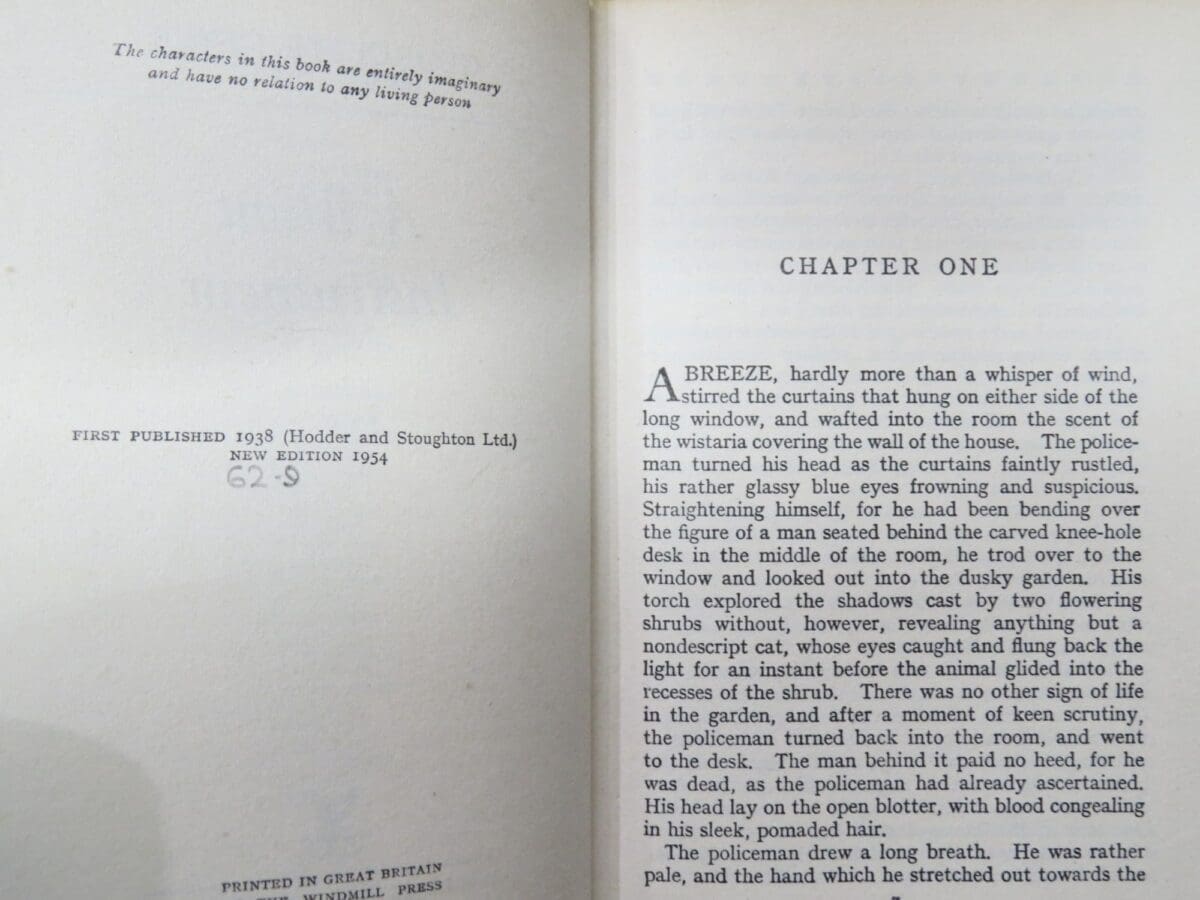 The characters in this book are entirely imaginary
and have no relation to any living person
FIRST PUBLISHED 1938 (Hodder and Stoughton Ltd.)
NEW EDITION 1954
62-9
PRINTED IN GREAT BRITAIN
THE WINDMILL PRESS
CHAPTER ONE
A BREEZE, hardly more than a whisper of wind,
stirred the curtains that hung on either side of the
long window, and wafted into the room the scent of
the wistaria covering the wall of the house. The police-
man turned his head as the curtains faintly rustled,
his rather glassy blue eyes frowning and suspicious.
Straightening himself, for he had been bending over
the figure of a man seated behind the carved knee-hole
desk in the middle of the room, he trod over to the
window and looked out into the dusky garden. His
torch explored the shadows cast by two flowering
shrubs without, however, revealing anything but a
nondescript cat, whose eyes caught and flung back the
light for an instant before the animal glided into the
recesses of the shrub. There was no other sign of life
in the garden, and after a moment of keen scrutiny,
the policeman turned back into the room, and went
to the desk. The man behind it paid no heed, for he
was dead, as the policeman had already ascertained.
His head lay on the open blotter, with blood congealing
in his sleek, pomaded hair.
The policeman drew a long breath. He was rather
pale, and the hand which he stretched out towards the